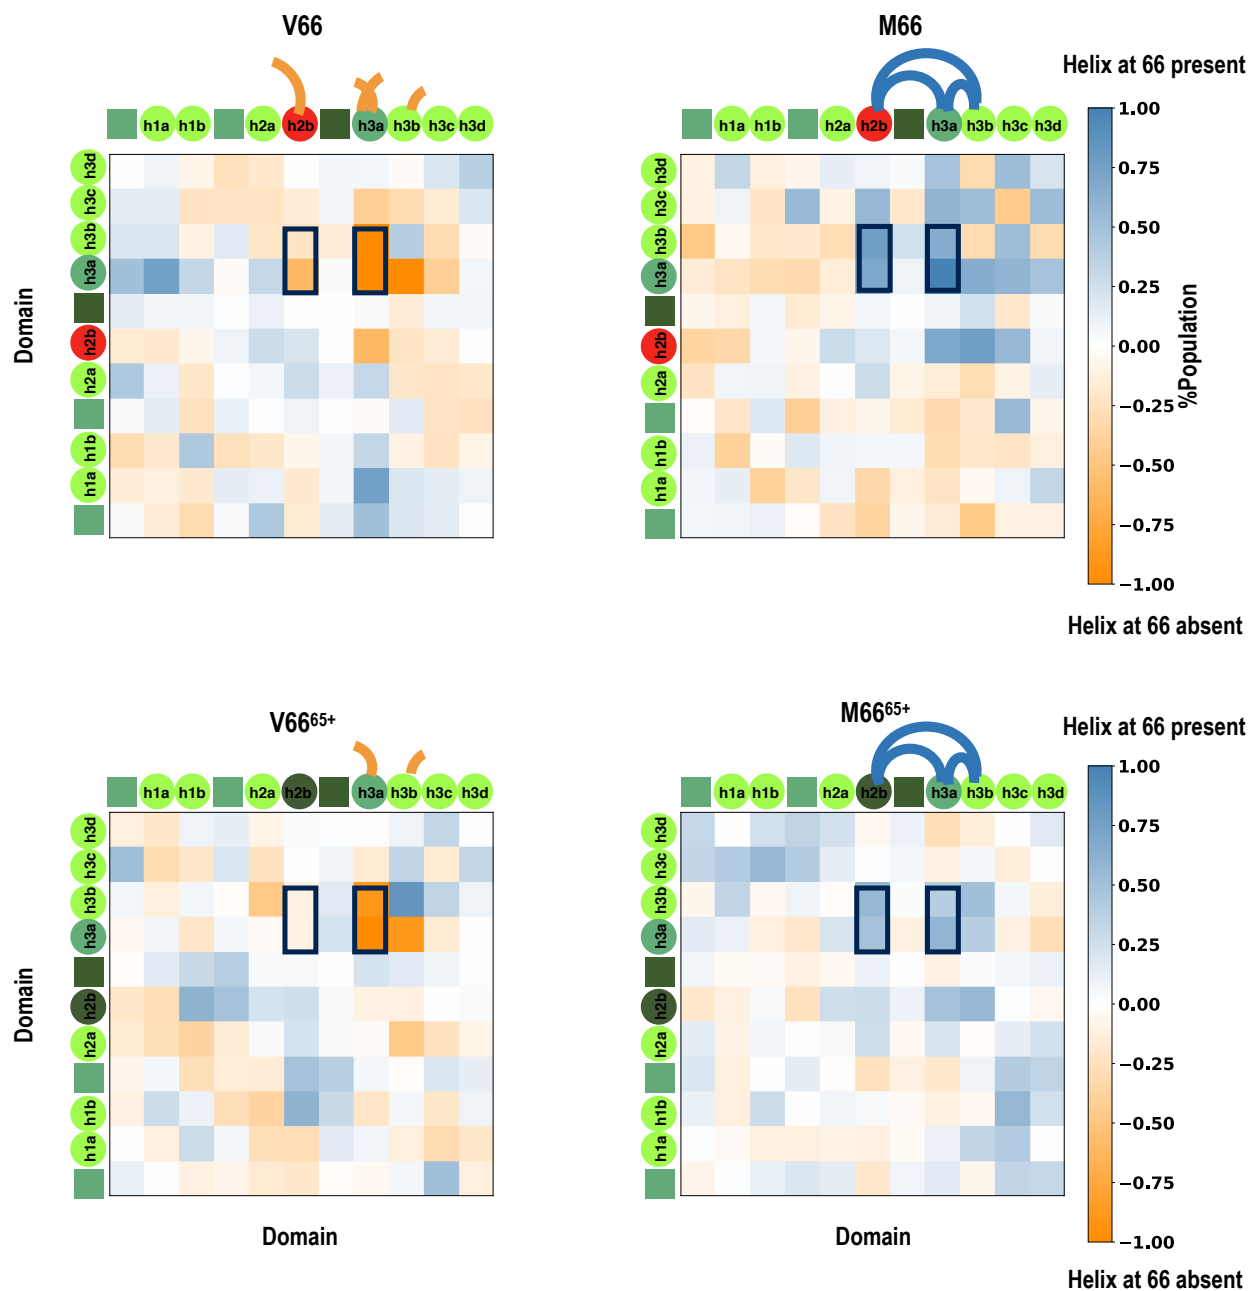 V66
M66
Helix at 66 present
h1a h1b h2a h2b h3a h3b h3c h3d
h1a h1b h2a h2b h3a h3b h3c h3d
h3d
h3c
h3b
h3a
h2b
h2a
h1b
h1a
Domain
h3d
h3c
h3b
h3a
h2b
h2a
h1b
h1a
1.00
0.75
0.50
0.25
0.00
−0.25
−0.50
−0.75
−1.00
%Population
Helix at 66 absent
V66⁶⁵⁺
M66⁶⁵⁺
Helix at 66 present
h1a h1b h2a h2b h3a h3b h3c h3d
h1a h1b h2a h2b h3a h3b h3c h3d
h3d
h3c
h3b
h3a
h2b
h2a
h1b
h1a
Domain
h3d
h3c
h3b
h3a
h2b
h2a
h1b
h1a
1.00
0.75
0.50
0.25
0.00
−0.25
−0.50
−0.75
−1.00
Domain
Domain
Helix at 66 absent